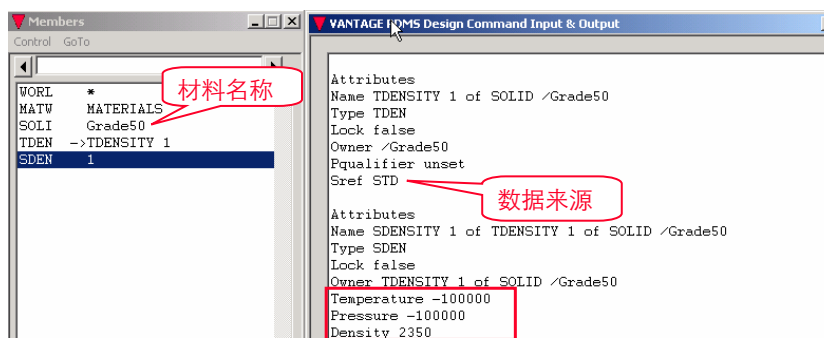 Members
Control GoTo
WORL *
MATW MATERIALS
SOLI Grade50
TDEN ->TDENSITY 1
SDEN 1
材料名称
VANTAGE PDMS Design Command Input & Output
Attributes
Name TDENSITY 1 of SOLID /Grade50
Type TDEN
Lock false
Owner /Grade50
Pqualifier unset
Sref STD
数据来源
Attributes
Name SDENSITY 1 of TDENSITY 1 of SOLID /Grade50
Type SDEN
Lock false
Owner TDENSITY 1 of SOLID /Grade50
Temperature -100000
Pressure -100000
Density 2350